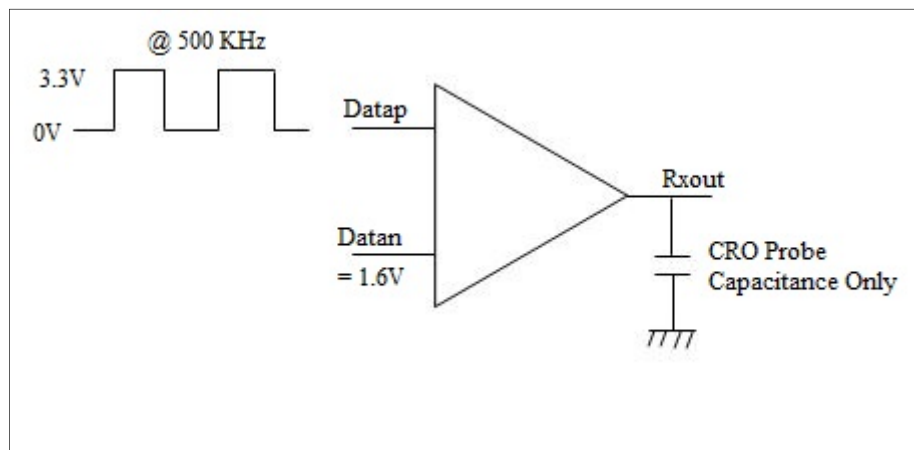 @ 500 KHz
3.3V
0V
Datap
Rxout
Datan
= 1.6V
CRO Probe
Capacitance Only